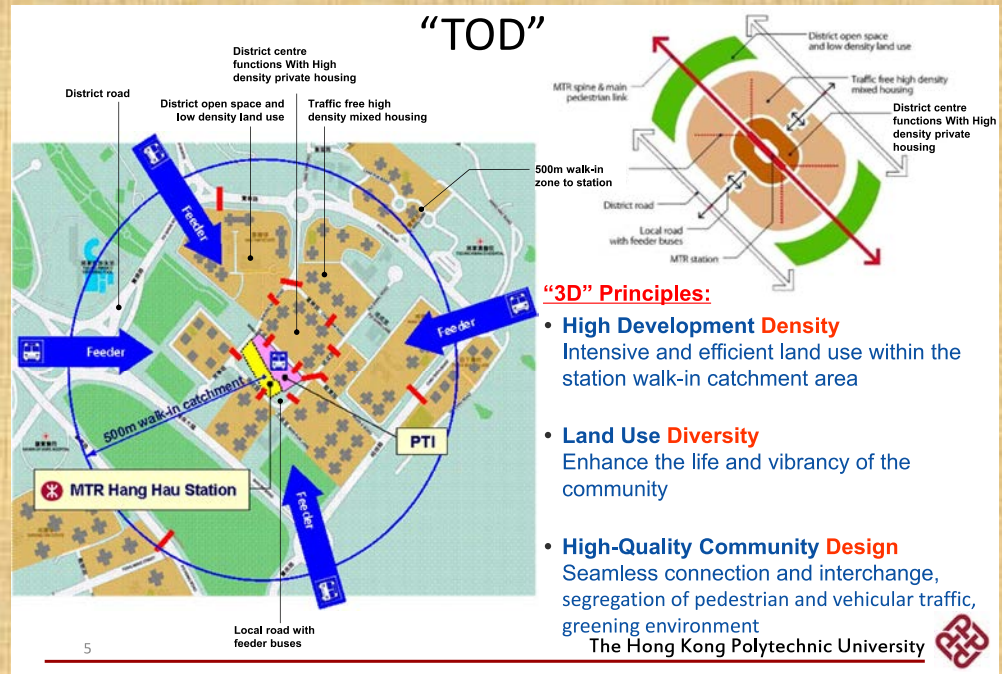 “TOD”
District centre
functions With High
density private housing
District road
District open space and
low density land use
Traffic free high
density mixed housing
Feeder
Feeder
Feeder
Feeder
500m walk-in catchment
PTI
MTR Hang Hau Station
Local road with
feeder buses
500m walk-in
zone to station
District open space
and low density land use
MTR spine & main
pedestrian link
Traffic free high density
mixed housing
District centre
functions With High
density private
housing
District road
Local road
with feeder buses
MTR station
“3D” Principles:
• High Development Density
Intensive and efficient land use within the
station walk-in catchment area
• Land Use Diversity
Enhance the life and vibrancy of the
community
• High-Quality Community Design
Seamless connection and interchange,
segregation of pedestrian and vehicular traffic,
greening environment
5
The Hong Kong Polytechnic University